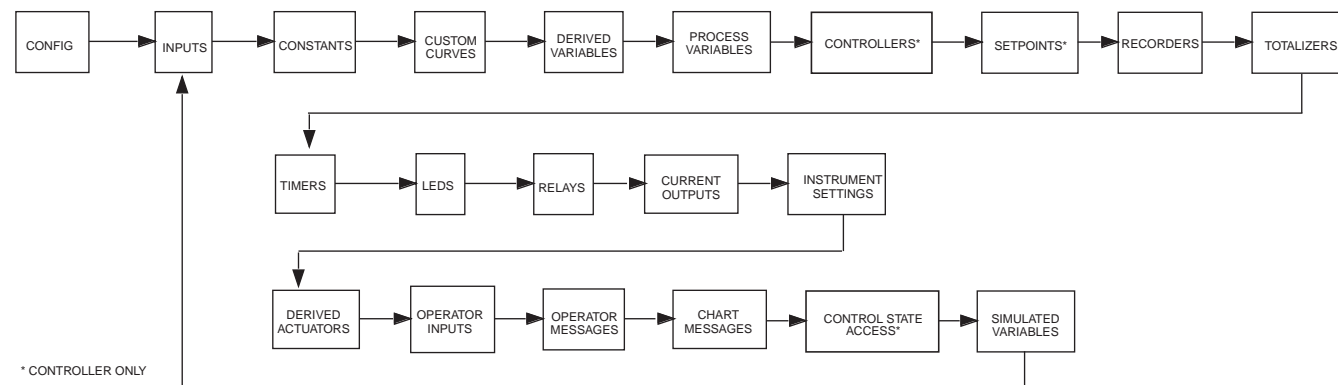 CONFIG
INPUTS
CONSTANTS
CUSTOM
CURVES
DERIVED
VARIABLES
PROCESS
VARIABLES
CONTROLLERS*
SETPOINTS*
RECORDERS
TOTALIZERS
TIMERS
LEDS
RELAYS
CURRENT
OUTPUTS
INSTRUMENT
SETTINGS
DERIVED
ACTUATORS
OPERATOR
INPUTS
OPERATOR
MESSAGES
CHART
MESSAGES
CONTROL STATE
ACCESS*
SIMULATED
VARIABLES
* CONTROLLER ONLY